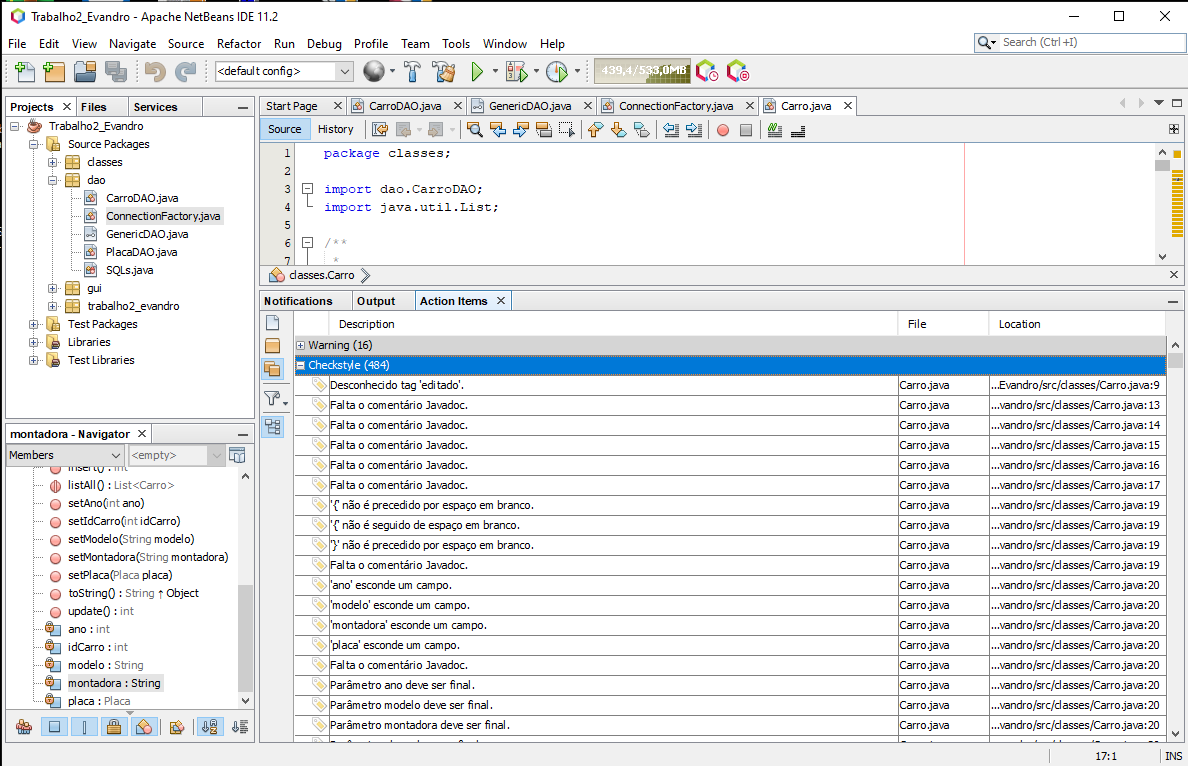 Trabalho2_Evandro - Apache NetBeans IDE 11.2
File Edit View Navigate Source Refactor Run Debug Profile Team Tools Window Help
Search (Ctrl+I)
<default config>
439,4/533,0MB
Projects Files Services
Trabalho2_Evandro
Source Packages
classes
dao
CarroDAO.java
ConnectionFactory.java
GenericDAO.java
PlacaDAO.java
SQLs.java
gui
trabalho2_evandro
Test Packages
Libraries
Test Libraries
montadora - Navigator
Members <empty>
insert() : int
listAll() : List<Carro>
setAno(int ano)
setIdCarro(int idCarro)
setModelo(String modelo)
setMontadora(String montadora)
setPlaca(Placa placa)
toString() : String ↑ Object
update() : int
ano : int
idCarro : int
modelo : String
montadora : String
placa : Placa
Start Page CarroDAO.java GenericDAO.java ConnectionFactory.java Carro.java
Source History
1 package classes;
2
3 import dao.CarroDAO;
4 import java.util.List;
5
6 /**
7 *
classes.Carro
Notifications Output Action Items
Description File Location
Warning (16)
Checkstyle (484)
Desconhecido tag 'editado'. Carro.java ...Evandro/src/classes/Carro.java:9
Falta o comentário Javadoc. Carro.java ...vandro/src/classes/Carro.java:13
Falta o comentário Javadoc. Carro.java ...vandro/src/classes/Carro.java:14
Falta o comentário Javadoc. Carro.java ...vandro/src/classes/Carro.java:15
Falta o comentário Javadoc. Carro.java ...vandro/src/classes/Carro.java:16
Falta o comentário Javadoc. Carro.java ...vandro/src/classes/Carro.java:17
'{' não é precedido por espaço em branco. Carro.java ...vandro/src/classes/Carro.java:19
'{' não é seguido de espaço em branco. Carro.java ...vandro/src/classes/Carro.java:19
'}' não é precedido por espaço em branco. Carro.java ...vandro/src/classes/Carro.java:19
Falta o comentário Javadoc. Carro.java ...vandro/src/classes/Carro.java:19
'ano' esconde um campo. Carro.java ...vandro/src/classes/Carro.java:20
'modelo' esconde um campo. Carro.java ...vandro/src/classes/Carro.java:20
'montadora' esconde um campo. Carro.java ...vandro/src/classes/Carro.java:20
'placa' esconde um campo. Carro.java ...vandro/src/classes/Carro.java:20
Falta o comentário Javadoc. Carro.java ...vandro/src/classes/Carro.java:20
Parâmetro ano deve ser final. Carro.java ...vandro/src/classes/Carro.java:20
Parâmetro modelo deve ser final. Carro.java ...vandro/src/classes/Carro.java:20
Parâmetro montadora deve ser final. Carro.java ...vandro/src/classes/Carro.java:20
17:1 INS